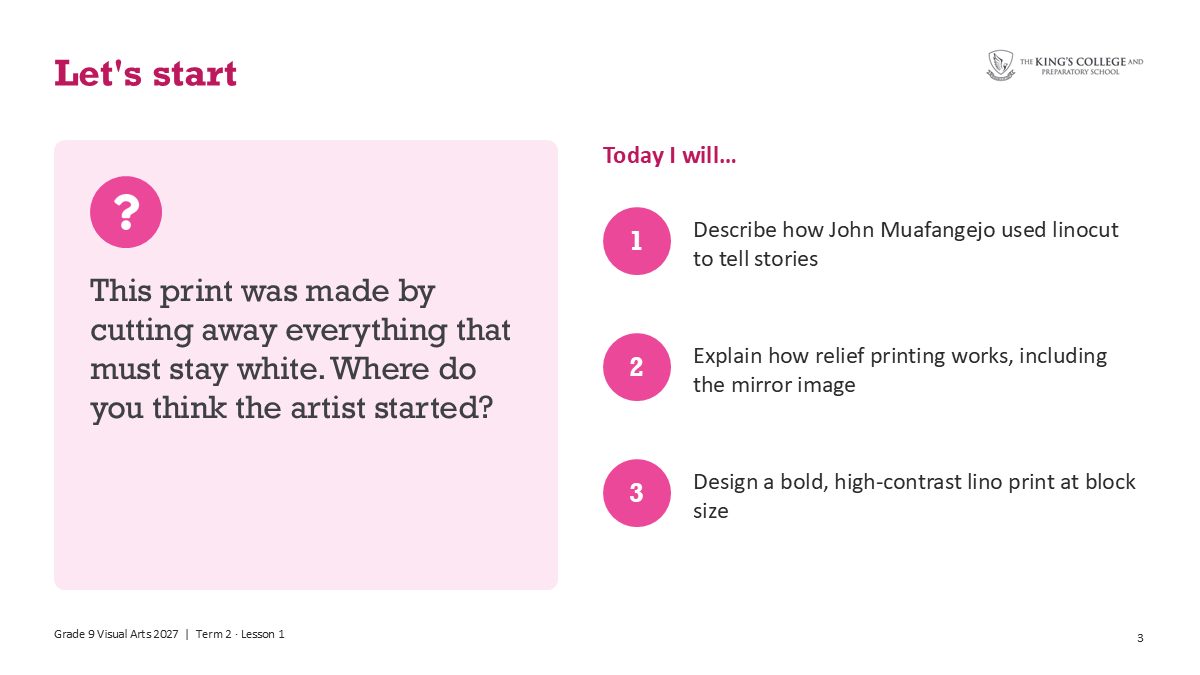 Let's start
THE KING'S COLLEGE AND
PREPARATORY SCHOOL
?
This print was made by
cutting away everything that
must stay white. Where do
you think the artist started?
Today I will...
1
Describe how John Muafangejo used linocut
to tell stories
2
Explain how relief printing works, including
the mirror image
3
Design a bold, high-contrast lino print at block
size
Grade 9 Visual Arts 2027 | Term 2 · Lesson 1
3